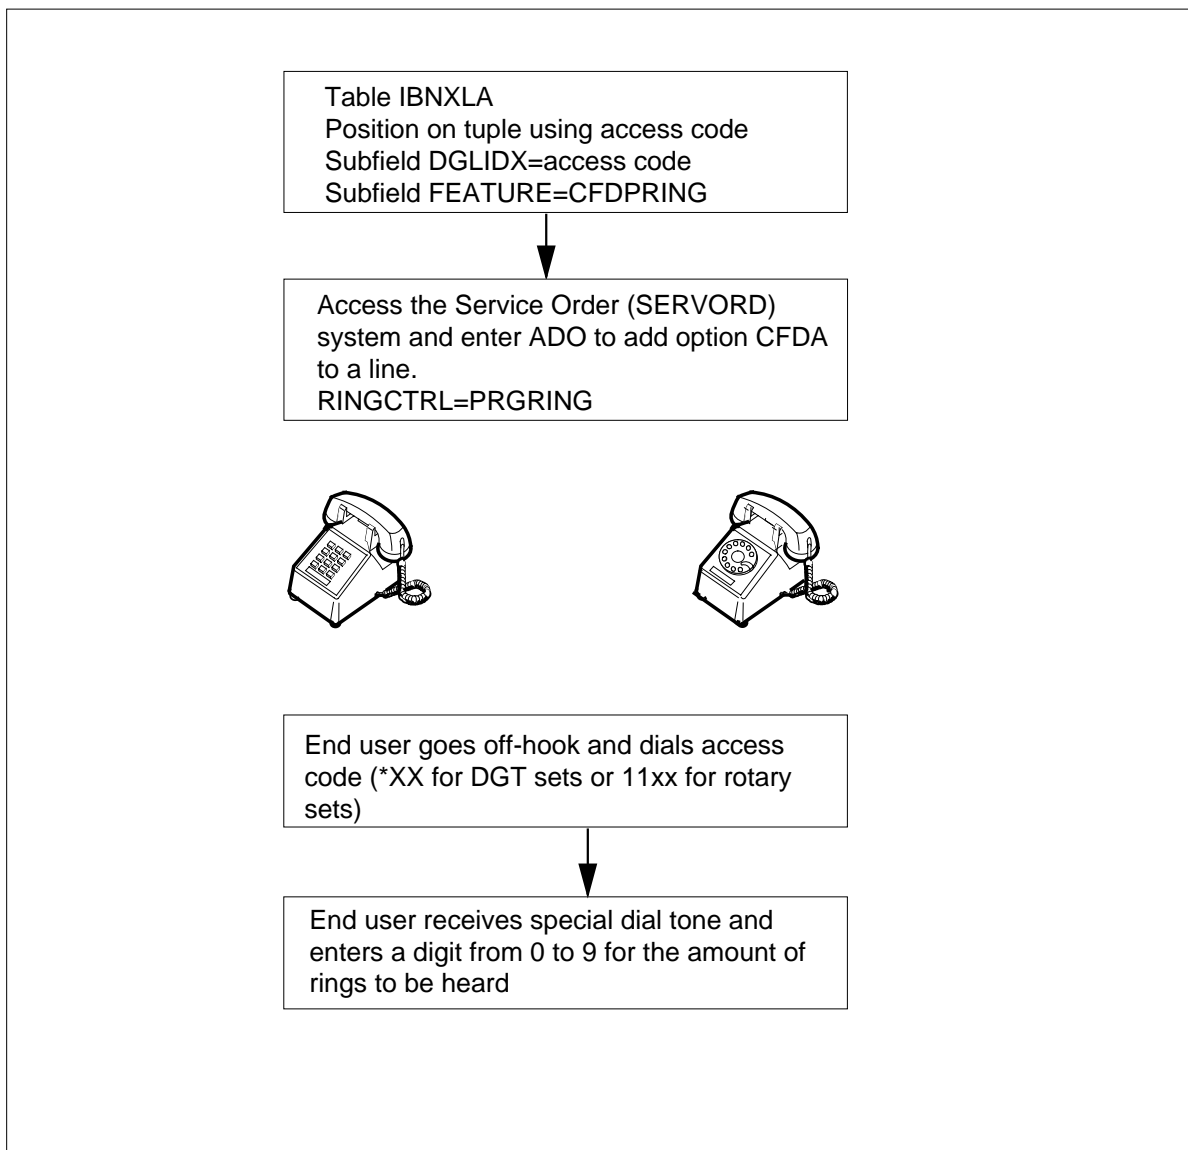 Table IBNXLA
Position on tuple using access code
Subfield DGLIDX=access code
Subfield FEATURE=CFDPRING
Access the Service Order (SERVORD)
system and enter ADO to add option CFDA
to a line.
RINGCTRL=PRGRING
End user goes off-hook and dials access
code (*XX for DGT sets or 11xx for rotary
sets)
End user receives special dial tone and
enters a digit from 0 to 9 for the amount of
rings to be heard